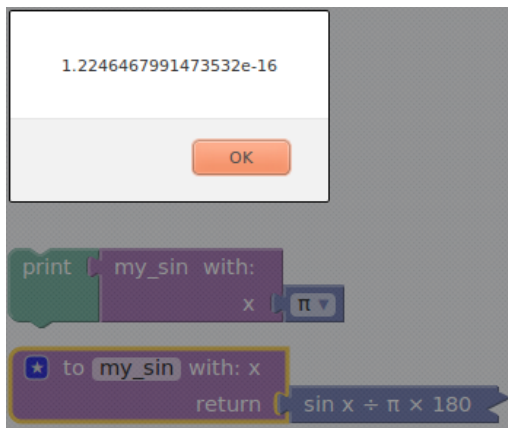 1.2246467991473532e-16
OK
print my_sin with:
x π
to my_sin with: x
return sin x ÷ π × 180